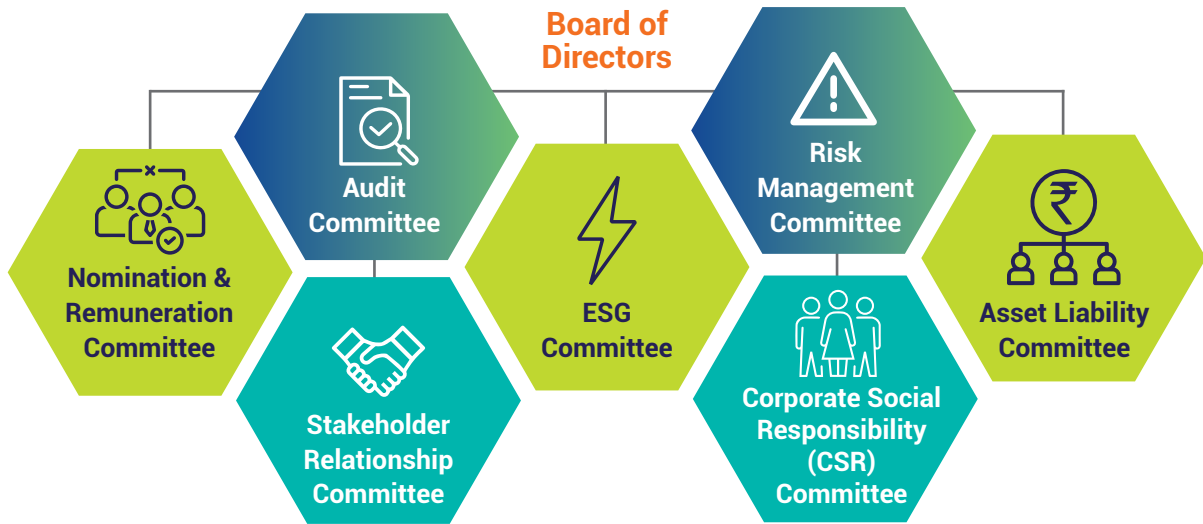 Board of
Directors
Audit
Committee
Risk
Management
Committee
Nomination &
Remuneration
Committee
ESG
Committee
₹
Asset Liability
Committee
Stakeholder
Relationship
Committee
Corporate Social
Responsibility
(CSR)
Committee